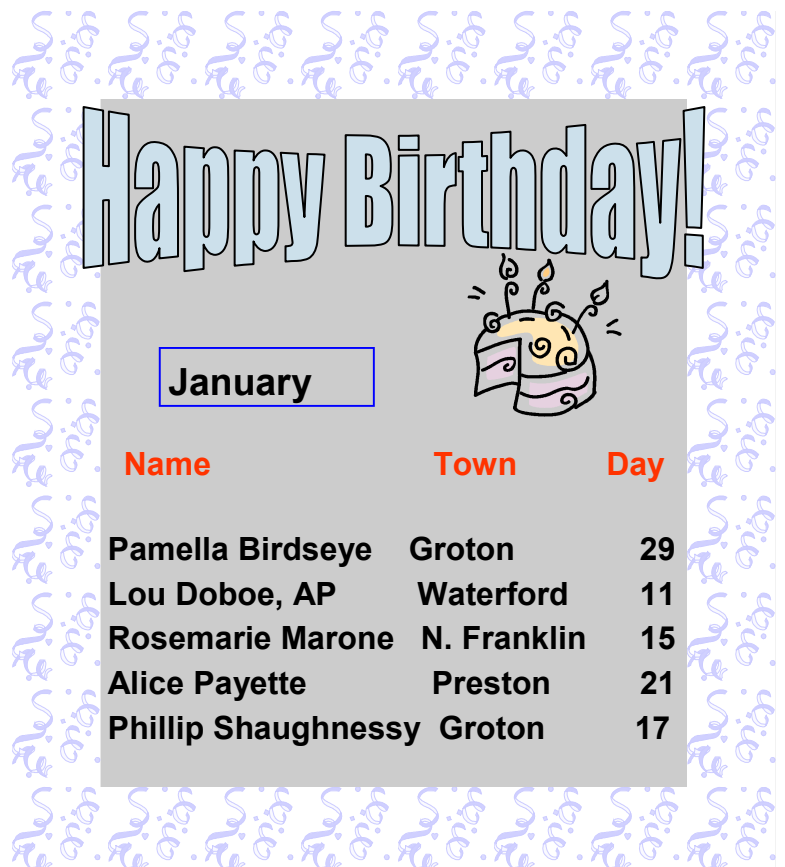 Happy Birthday!
January
Name Town Day
Pamella Birdseye Groton 29
Lou Doboe, AP Waterford 11
Rosemarie Marone N. Franklin 15
Alice Payette Preston 21
Phillip Shaughnessy Groton 17